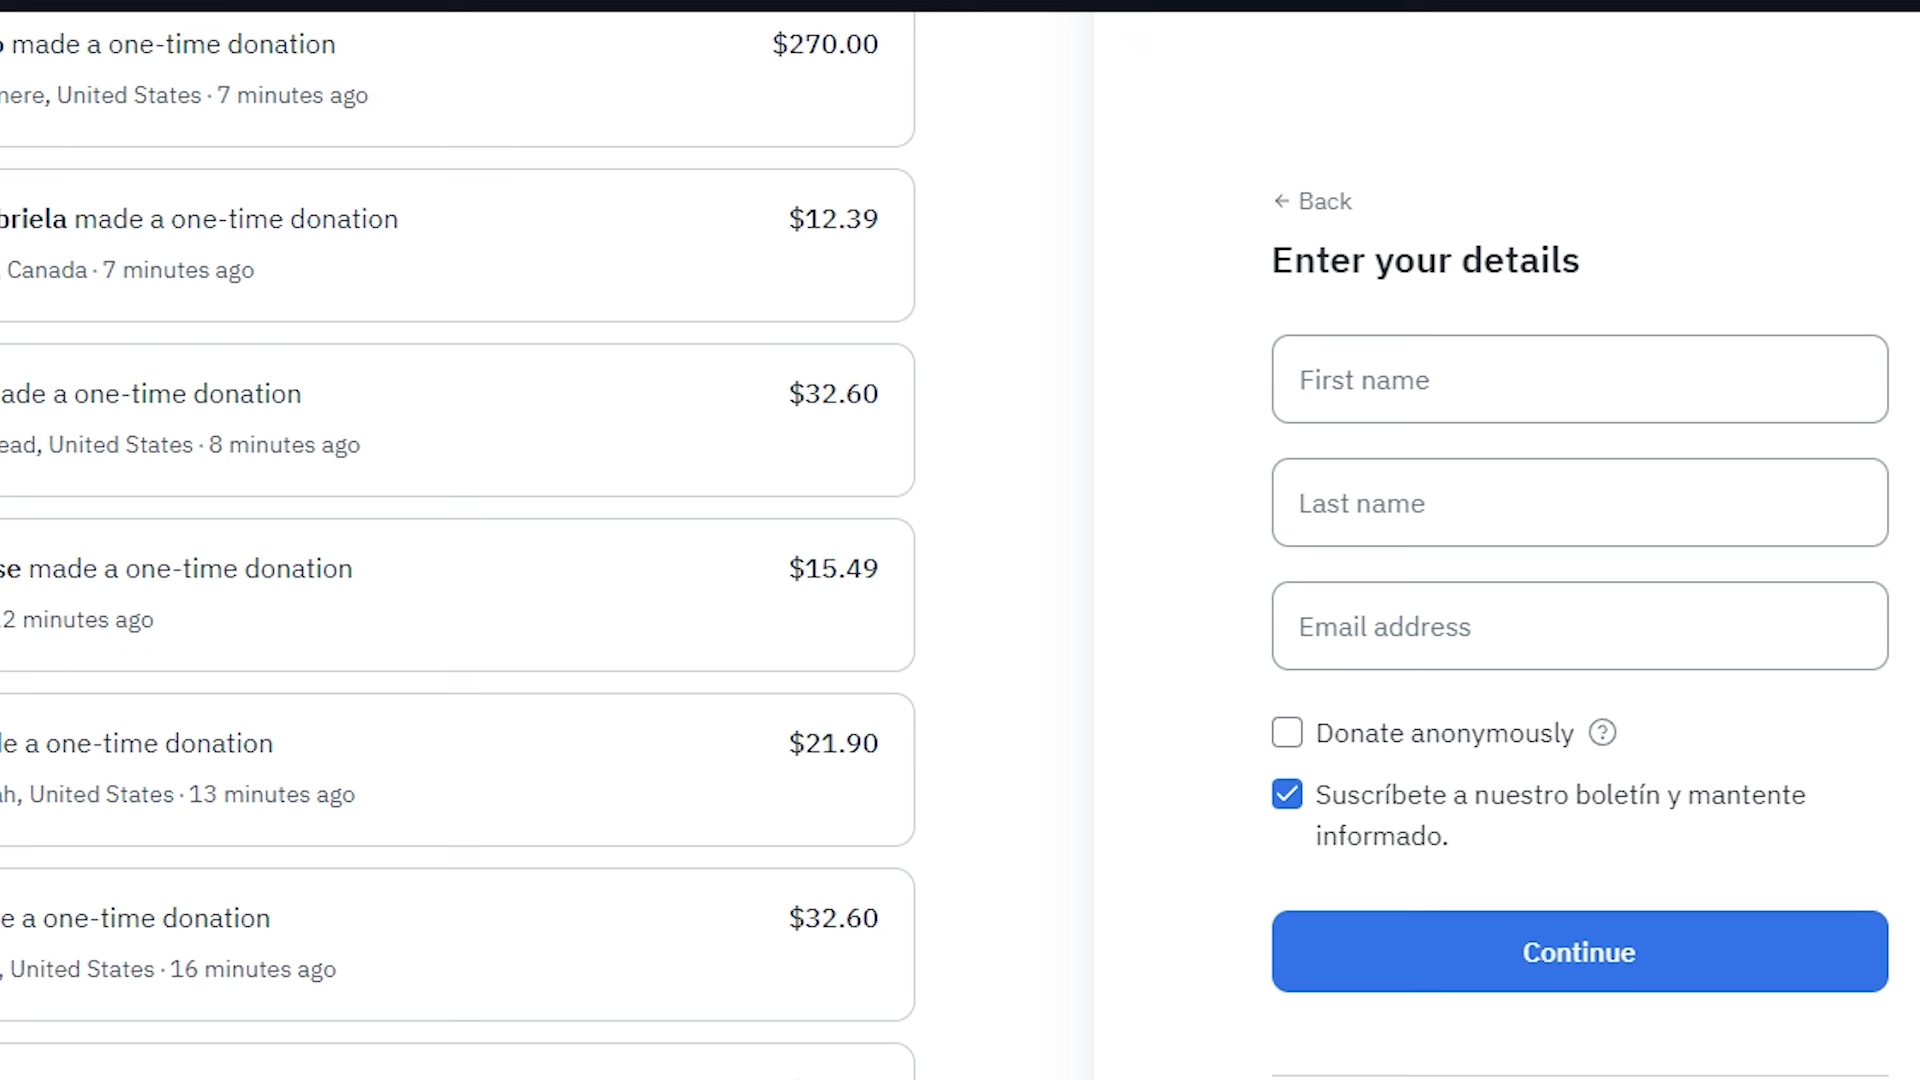 made a one-time donation
$270.00
United States · 7 minutes ago
made a one-time donation
$12.39
Canada · 7 minutes ago
a one-time donation
$32.60
United States · 8 minutes ago
made a one-time donation
$15.49
minutes ago
a one-time donation
$21.90
United States · 13 minutes ago
a one-time donation
$32.60
, United States · 16 minutes ago
← Back
Enter your details
First name
Last name
Email address
Donate anonymously ?
Suscríbete a nuestro boletín y mantente
informado.
Continue